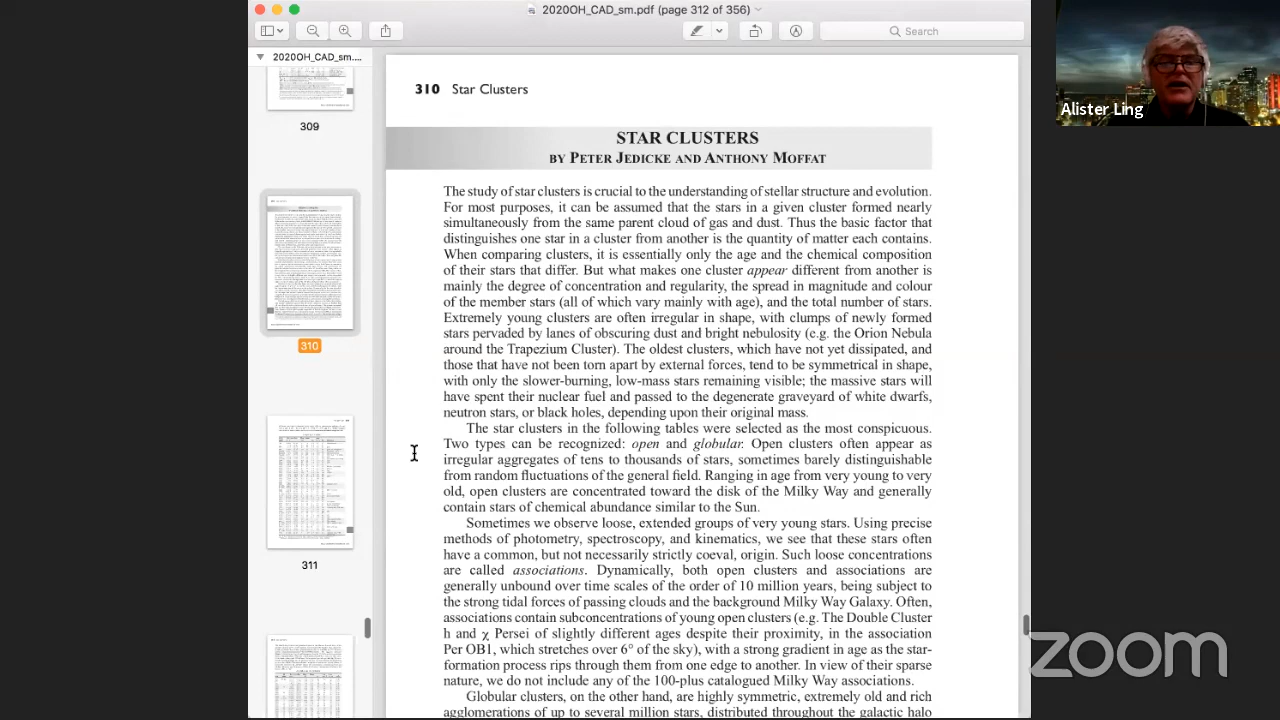 2020OH_CAD_sm.pdf (page 312 of 356)
Search
2020OH_CAD_sm....
309
310
311
310 Star Clusters
STAR CLUSTERS
BY PETER JEDICKE AND ANTHONY MOFFAT
The study of star clusters is crucial to the understanding of stellar structure and evolution.
For most purposes, it can be assumed that the stars in a given cluster formed nearly
simultaneously from the same parent cloud of gas and dust. Thus the basic factor that
distinguishes one star in a cluster from another is the quantity of matter each contains.
When comparing clusters, it is essentially only the age and the chemical composition
of their stars that differ. But what makes one cluster appear different from another is
mainly the degree of concentration and regularity, the spread in magnitude and colour
of the member stars, all of which vary mainly with age, and the total number of stars.
Extremely young clusters are often irregular in shape, with clumps of newly formed
stars pervaded by lanes of obscuring dust and bright nebulosity (e.g. the Orion Nebula
around the Trapezium Cluster). The oldest clusters, which have not yet dissipated, and
those that have not been torn apart by external forces, tend to be symmetrical in shape,
with only the slower-burning, low-mass stars remaining visible; the massive stars will
have spent their nuclear fuel and passed to the degenerate graveyard of white dwarfs,
neutron stars, or black holes, depending upon their original mass.
The star clusters in the following tables were selected as the most conspicuous.
Two types can be recognized: open and globular. Open clusters often appear as
irregular aggregates of tens to thousands of stars, sometimes barely distinguishable
from random fluctuations of the general field. Ranging in age from very young to very
old, open clusters are concentrated toward the disk of the Milky Way and generally
contain stars of chemical abundance similar to the Sun.
Sometimes we observe loose, extended groups of very young stars. Using precise
methods of photometry, spectroscopy, and kinematics, we see that these stars often
have a common, but not necessarily strictly coeval, origin. Such loose concentrations
are called associations. Dynamically, both open clusters and associations are
generally unbound over time scales of the order of 10 million years, being subject to
the strong tidal forces of passing clouds and the background Milky Way Galaxy. Often,
associations contain subconcentrations of young open clusters (e.g. The Double Cluster
h and χ Persei of slightly different ages despite their proximity, in the association
Per OB1, which stretches over 6° of the sky), with a strong gradient in age as the star-
formation process rips through them from one edge to another. In view of their sparse
nature, we do not include any of the 100-plus catalogued Milky Way associations.
Globular clusters, on the other hand, are highly symmetric, extremely old and rich
agglomerations of up to several million stars, distributed throughout the galactic halo
Alister Ling
zoom